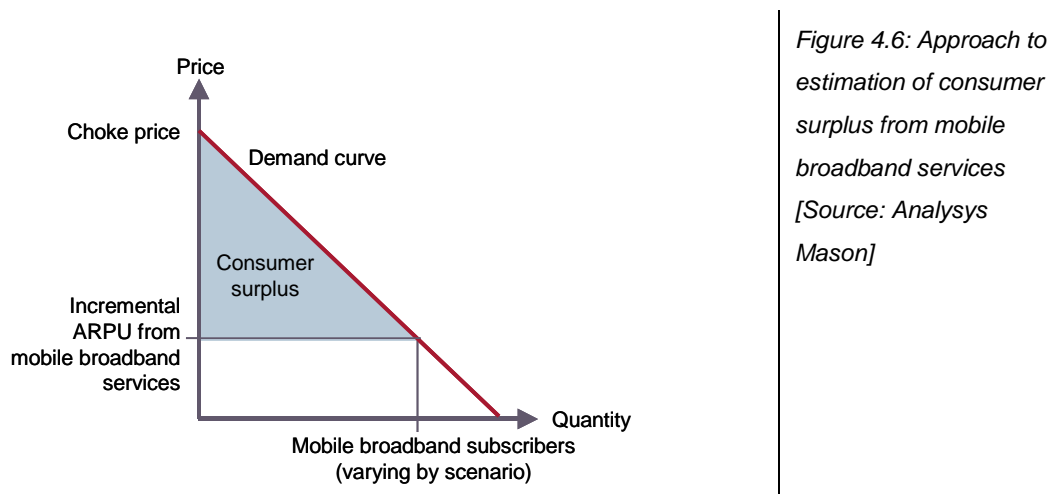 Price
Choke price
Demand curve
Consumer
surplus
Incremental
ARPU from
mobile broadband
services
Quantity
Mobile broadband subscribers
(varying by scenario)
Figure 4.6: Approach to
estimation of consumer
surplus from mobile
broadband services
[Source: Analysys
Mason]